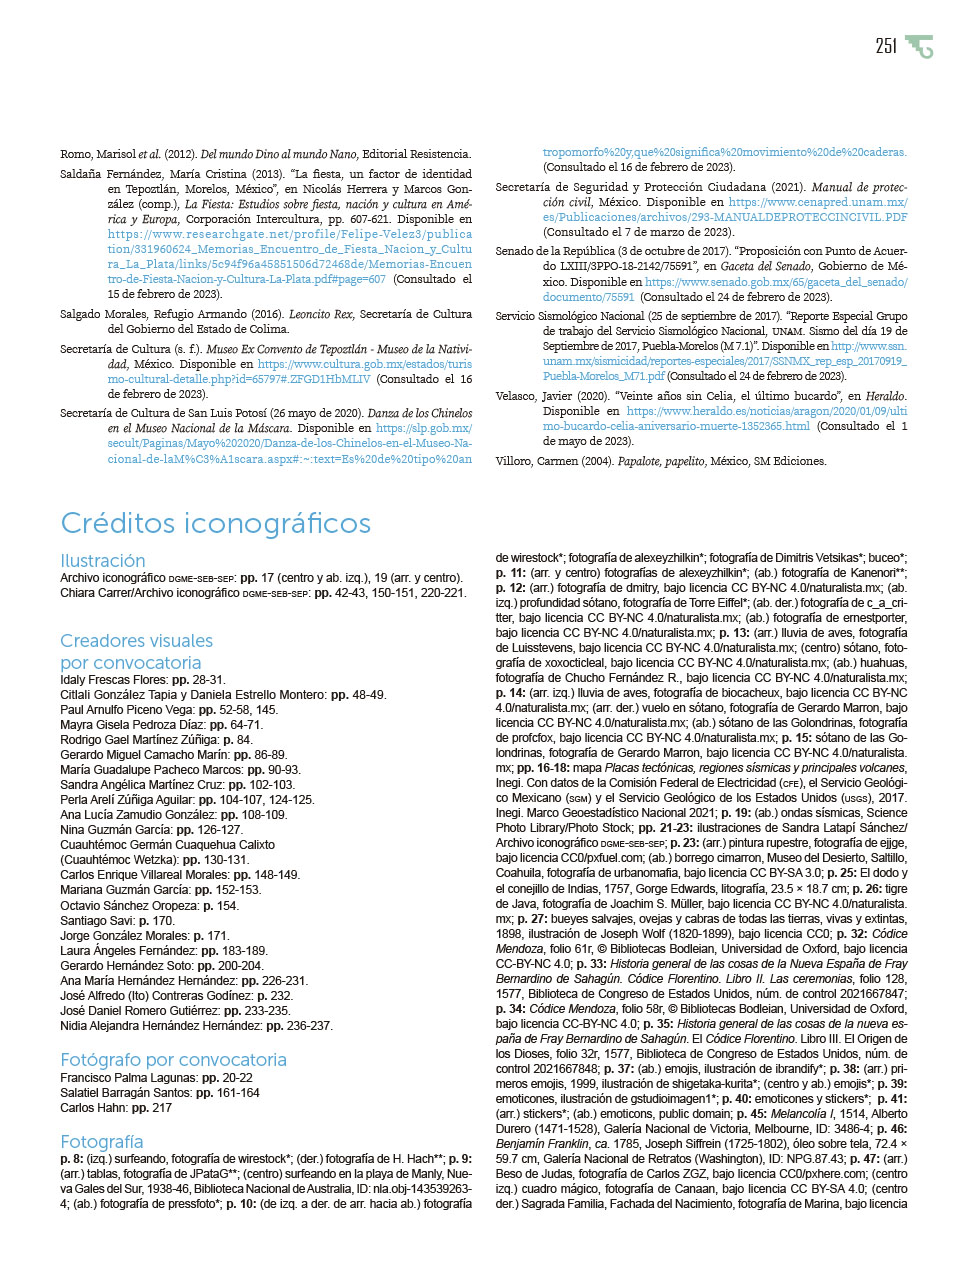 251
Romo, Marisol et al. (2012). Del mundo Dino al mundo Nano, Editorial Resistencia.
Saldaña Fernández, María Cristina (2013). “La fiesta, un factor de identidad
en Tepoztlán, Morelos, México”, en Nicolás Herrera y Marcos Gon-
zález (comp.), La Fiesta: Estudios sobre fiesta, nación y cultura en Amé-
rica y Europa, Corporación Intercultura, pp. 607-621. Disponible en
https://www.researchgate.net/profile/Felipe-Velez3/publica
tion/331960624_Memorias_Encuentro_de_Fiesta_Nacion_y_Cultu
ra_La_Plata/links/5c94f96a45851506d72468de/Memorias-Encuen
tro-de-Fiesta-Nacion-y-Cultura-La-Plata.pdf#page=607 (Consultado el
15 de febrero de 2023).
Salgado Morales, Refugio Armando (2016). Leoncito Rex, Secretaría de Cultura
del Gobierno del Estado de Colima.
Secretaría de Cultura (s. f.). Museo Ex Convento de Tepoztlán - Museo de la Nativi-
dad, México. Disponible en https://www.cultura.gob.mx/estados/turis
mo-cultural-detalle.php?id=65797#.ZFGD1HbMLIV (Consultado el 16
de febrero de 2023).
Secretaría de Cultura de San Luis Potosí (26 mayo de 2020). Danza de los Chinelos
en el Museo Nacional de la Máscara. Disponible en https://slp.gob.mx/
secult/Paginas/Mayo%202020/Danza-de-los-Chinelos-en-el-Museo-Na-
cional-de-laM%C3%A1scara.aspx#:~:text=Es%20de%20tipo%20an
tropomorfo%20y,que%20significa%20movimiento%20de%20caderas.
(Consultado el 16 de febrero de 2023).
Secretaría de Seguridad y Protección Ciudadana (2021). Manual de protec-
ción civil, México. Disponible en https://www.cenapred.unam.mx/
es/Publicaciones/archivos/293-MANUALDEPROTECCINCIVIL.PDF
(Consultado el 7 de marzo de 2023).
Senado de la República (3 de octubre de 2017). “Proposición con Punto de Acuer-
do LXIII/3PPO-18-2142/75591”, en Gaceta del Senado, Gobierno de Mé-
xico. Disponible en https://www.senado.gob.mx/65/gaceta_del_senado/
documento/75591 (Consultado el 24 de febrero de 2023).
Servicio Sismológico Nacional (25 de septiembre de 2017). “Reporte Especial Grupo
de trabajo del Servicio Sismológico Nacional, UNAM. Sismo del día 19 de
Septiembre de 2017, Puebla-Morelos (M 7.1)”. Disponible en http://www.ssn.
unam.mx/sismicidad/reportes-especiales/2017/SSNMX_rep_esp_20170919_
Puebla-Morelos_M71.pdf (Consultado el 24 de febrero de 2023).
Velasco, Javier (2020). “Veinte años sin Celia, el último bucardo”, en Heraldo.
Disponible en https://www.heraldo.es/noticias/aragon/2020/01/09/ulti
mo-bucardo-celia-aniversario-muerte-1352365.html (Consultado el 1
de mayo de 2023).
Villoro, Carmen (2004). Papalote, papelito, México, SM Ediciones.
Créditos iconográficos
Ilustración
Archivo iconográfico DGME-SEB-SEP: pp. 17 (centro y ab. izq.), 19 (arr. y centro).
Chiara Carrer/Archivo iconográfico DGME-SEB-SEP: pp. 42-43, 150-151, 220-221.
Creadores visuales
por convocatoria
Idaly Frescas Flores: pp. 28-31.
Citlali González Tapia y Daniela Estrello Montero: pp. 48-49.
Paul Arnulfo Piceno Vega: pp. 52-58, 145.
Mayra Gisela Pedroza Díaz: pp. 64-71.
Rodrigo Gael Martínez Zúñiga: p. 84.
Gerardo Miguel Camacho Marín: pp. 86-89.
María Guadalupe Pacheco Marcos: pp. 90-93.
Sandra Angélica Martínez Cruz: pp. 102-103.
Perla Arelí Zúñiga Aguilar: pp. 104-107, 124-125.
Ana Lucía Zamudio González: pp. 108-109.
Nina Guzmán García: pp. 126-127.
Cuauhtémoc Germán Cuaquehua Calixto
(Cuauhtémoc Wetzka): pp. 130-131.
Carlos Enrique Villareal Morales: pp. 148-149.
Mariana Guzmán García: pp. 152-153.
Octavio Sánchez Oropeza: p. 154.
Santiago Savi: p. 170.
Jorge González Morales: p. 171.
Laura Ángeles Fernández: pp. 183-189.
Gerardo Hernández Soto: pp. 200-204.
Ana María Hernández Hernández: pp. 226-231.
José Alfredo (Ito) Contreras Godínez: p. 232.
José Daniel Romero Gutiérrez: pp. 233-235.
Nidia Alejandra Hernández Hernández: pp. 236-237.
Fotógrafo por convocatoria
Francisco Palma Lagunas: pp. 20-22
Salatiel Barragán Santos: pp. 161-164
Carlos Hahn: pp. 217
Fotografía
p. 8: (izq.) surfeando, fotografía de wirestock*; (der.) fotografía de H. Hach**; p. 9:
(arr.) tablas, fotografía de JPataG**; (centro) surfeando en la playa de Manly, Nue-
va Gales del Sur, 1938-46, Biblioteca Nacional de Australia, ID: nla.obj-143539263-
4; (ab.) fotografía de pressfoto*; p. 10: (de izq. a der. de arr. hacia ab.) fotografía
de wirestock*; fotografía de alexeyzhilkin*; fotografía de Dimitris Vetsikas*; buceo*;
p. 11: (arr. y centro) fotografías de alexeyzhilkin*; (ab.) fotografía de Kanenori**;
p. 12: (arr.) fotografía de dmitry, bajo licencia CC BY-NC 4.0/naturalista.mx; (ab.
izq.) profundidad sótano, fotografía de Torre Eiffel*; (ab. der.) fotografía de c_a_cri-
tter, bajo licencia CC BY-NC 4.0/naturalista.mx; (ab.) fotografía de ernestporter,
bajo licencia CC BY-NC 4.0/naturalista.mx; p. 13: (arr.) lluvia de aves, fotografía
de Luisstevens, bajo licencia CC BY-NC 4.0/naturalista.mx; (centro) sótano, foto-
grafía de xoxocticleal, bajo licencia CC BY-NC 4.0/naturalista.mx; (ab.) huahuas,
fotografía de Chucho Fernández R., bajo licencia CC BY-NC 4.0/naturalista.mx;
p. 14: (arr. izq.) lluvia de aves, fotografía de biocacheux, bajo licencia CC BY-NC
4.0/naturalista.mx; (arr. der.) vuelo en sótano, fotografía de Gerardo Marron, bajo
licencia CC BY-NC 4.0/naturalista.mx; (ab.) sótano de las Golondrinas, fotografía
de profcfox, bajo licencia CC BY-NC 4.0/naturalista.mx; p. 15: sótano de las Go-
londrinas, fotografía de Gerardo Marron, bajo licencia CC BY-NC 4.0/naturalista.
mx; pp. 16-18: mapa Placas tectónicas, regiones sísmicas y principales volcanes,
Inegi. Con datos de la Comisión Federal de Electricidad (CFE), el Servicio Geológi-
co Mexicano (SGM) y el Servicio Geológico de los Estados Unidos (USGS), 2017.
Inegi. Marco Geoestadístico Nacional 2021; p. 19: (ab.) ondas sísmicas, Science
Photo Library/Photo Stock; pp. 21-23: ilustraciones de Sandra Latapí Sánchez/
Archivo iconográfico DGME-SEB-SEP; p. 23: (arr.) pintura rupestre, fotografía de ejjge,
bajo licencia CC0/pxfuel.com; (ab.) borrego cimarron, Museo del Desierto, Saltillo,
Coahuila, fotografía de urbanomafia, bajo licencia CC BY-SA 3.0; p. 25: El dodo y
el conejillo de Indias, 1757, Gorge Edwards, litografía, 23.5 × 18.7 cm; p. 26: tigre
de Java, fotografía de Joachim S. Müller, bajo licencia CC BY-NC 4.0/naturalista.
mx; p. 27: bueyes salvajes, ovejas y cabras de todas las tierras, vivas y extintas,
1898, ilustración de Joseph Wolf (1820-1899), bajo licencia CC0; p. 32: Códice
Mendoza, folio 61r, © Bibliotecas Bodleian, Universidad de Oxford, bajo licencia
CC-BY-NC 4.0; p. 33: Historia general de las cosas de la Nueva España de Fray
Bernardino de Sahagún. Códice Florentino. Libro II. Las ceremonias, folio 128,
1577, Biblioteca de Congreso de Estados Unidos, núm. de control 2021667847;
p. 34: Códice Mendoza, folio 58r, © Bibliotecas Bodleian, Universidad de Oxford,
bajo licencia CC-BY-NC 4.0; p. 35: Historia general de las cosas de la nueva es-
paña de Fray Bernardino de Sahagún. El Códice Florentino. Libro III. El Origen de
los Dioses, folio 32r, 1577, Biblioteca de Congreso de Estados Unidos, núm. de
control 2021667848; p. 37: (ab.) emojis, ilustración de ibrandify*; p. 38: (arr.) pri-
meros emojis, 1999, ilustración de shigetaka-kurita*; (centro y ab.) emojis*; p. 39:
emoticones, ilustración de gstudioimagen1*; p. 40: emoticones y stickers*; p. 41:
(arr.) stickers*; (ab.) emoticons, public domain; p. 45: Melancolía I, 1514, Alberto
Durero (1471-1528), Galería Nacional de Victoria, Melbourne, ID: 3486-4; p. 46:
Benjamín Franklin, ca. 1785, Joseph Siffrein (1725-1802), óleo sobre tela, 72.4 ×
59.7 cm, Galería Nacional de Retratos (Washington), ID: NPG.87.43; p. 47: (arr.)
Beso de Judas, fotografía de Carlos ZGZ, bajo licencia CC0/pxhere.com; (centro
izq.) cuadro mágico, fotografía de Canaan, bajo licencia CC BY-SA 4.0; (centro
der.) Sagrada Familia, Fachada del Nacimiento, fotografía de Marina, bajo licencia